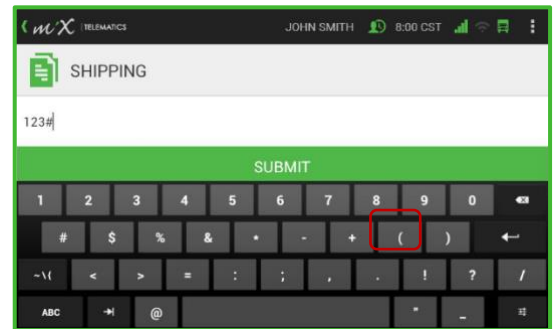 mix TELEMATICS JOHN SMITH 8:00 CST
SHIPPING
123#
SUBMIT
1 2 3 4 5 6 7 8 9 0
# $ % & * - + ( )
~\( < > = : ; , . ! ? /
ABC @ " _